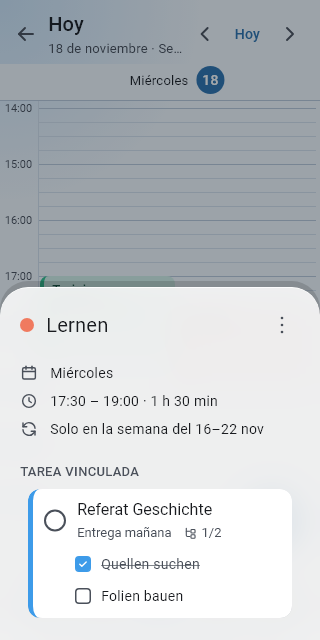 Hoy
18 de noviembre · Se…
Hoy
Miércoles 18
14:00
15:00
16:00
17:00
Lernen
Miércoles
17:30 – 19:00 · 1 h 30 min
Solo en la semana del 16–22 nov
TAREA VINCULADA
Referat Geschichte
Entrega mañana 1/2
Quellen suchen
Folien bauen